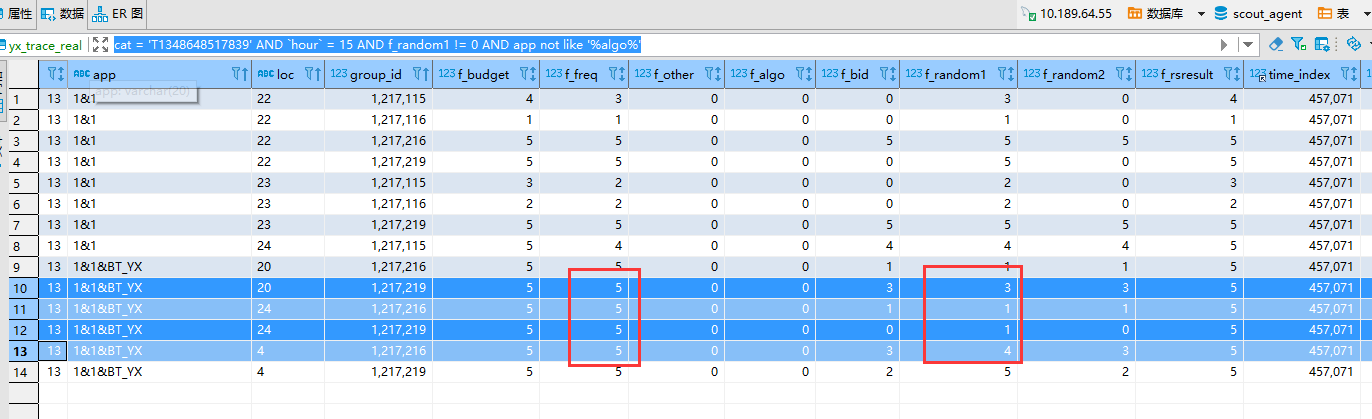 属性 数据 ER 图 10.189.64.55 数据库 scout_agent 表
yx_trace_real cat = 'T1348648517839' AND `hour` = 15 AND f_random1 != 0 AND app not like '%algo%'
ABC app ABC loc 123 group_id 123 f_budget 123 f_freq 123 f_other 123 f_algo 123 f_bid 123 f_random1 123 f_random2 123 f_rsresult 123 time_index
app: varchar(20)
1 13 1&1 22 1,217,115 4 3 0 0 0 3 0 4 457,071
2 13 1&1 22 1,217,116 1 1 0 0 0 1 0 1 457,071
3 13 1&1 22 1,217,216 5 5 0 0 5 5 5 5 457,071
4 13 1&1 22 1,217,219 5 5 0 0 0 5 0 5 457,071
5 13 1&1 23 1,217,115 3 2 0 0 0 2 0 3 457,071
6 13 1&1 23 1,217,116 2 2 0 0 0 2 0 2 457,071
7 13 1&1 23 1,217,219 5 5 0 0 5 5 5 5 457,071
8 13 1&1 24 1,217,115 5 4 0 0 4 4 4 5 457,071
9 13 1&1&BT_YX 20 1,217,216 5 5 0 0 1 1 1 5 457,071
10 13 1&1&BT_YX 20 1,217,219 5 5 0 0 3 3 3 5 457,071
11 13 1&1&BT_YX 24 1,217,216 5 5 0 0 1 1 1 5 457,071
12 13 1&1&BT_YX 24 1,217,219 5 5 0 0 0 1 0 5 457,071
13 13 1&1&BT_YX 4 1,217,216 5 5 0 0 3 4 3 5 457,071
14 13 1&1&BT_YX 4 1,217,219 5 5 0 0 2 5 2 5 457,071